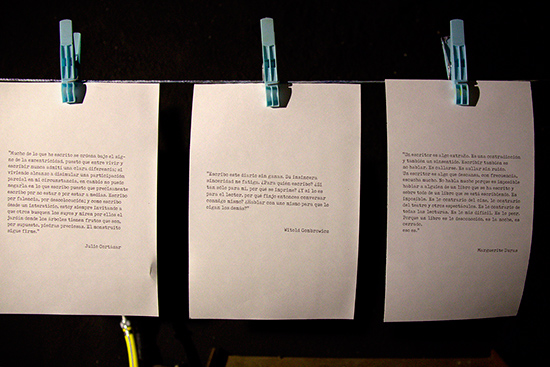 "Mucho de lo que he escrito se ordena bajo el sig-
no de la excentricidad, puesto que entre vivir y
escribir nunca admití una clara diferencia; si
viviendo alcanzo a disimular una participación
parcial en mi circunstancia, en cambio no puedo
negarla en lo que escribo puesto que precisamente
escribo por no estar o por estar a medias. Escribo
por falencia, por descolocación; y como escribo
desde un intersticio, estoy siempre invitando a
que otros busquen los suyos y miren por ellos el
jardín donde los árboles tienen frutos que son,
por supuesto, piedras preciosas. El monstruito
sigue firme."
Julio Cortázar
"Escribo este diario sin ganas. Su insincera
sinceridad me fatiga. ¿Para quién escribo? ¿Si
tan sólo para mí, por qué se imprime? ¿Y si lo es
para el lector, por qué finjo entonces conversar
conmigo mismo? ¿Hablar con uno mismo para que lo
oigan los demás?"
Witold Gombrowicz
"Un escritor es algo extraño. Es una contradicción
y también un sinsentido. Escribir también es
no hablar. Es callarse. Es aullar sin ruido.
Un escritor es algo que descansa, con frecuencia,
escucha mucho. No habla mucho porque es imposible
hablar a alguien de un libro que se ha escrito y
sobre todo de un libro que se está escribiendo. Es
imposible. Es lo contrario del cine. Es lo contrario
del teatro y otros espectáculos. Es lo contrario de
todas las lecturas. Es lo más difícil. Es lo peor.
Porque un libro es lo desconocido, es la noche, es
cerrado,
eso es."
Marguerite Duras